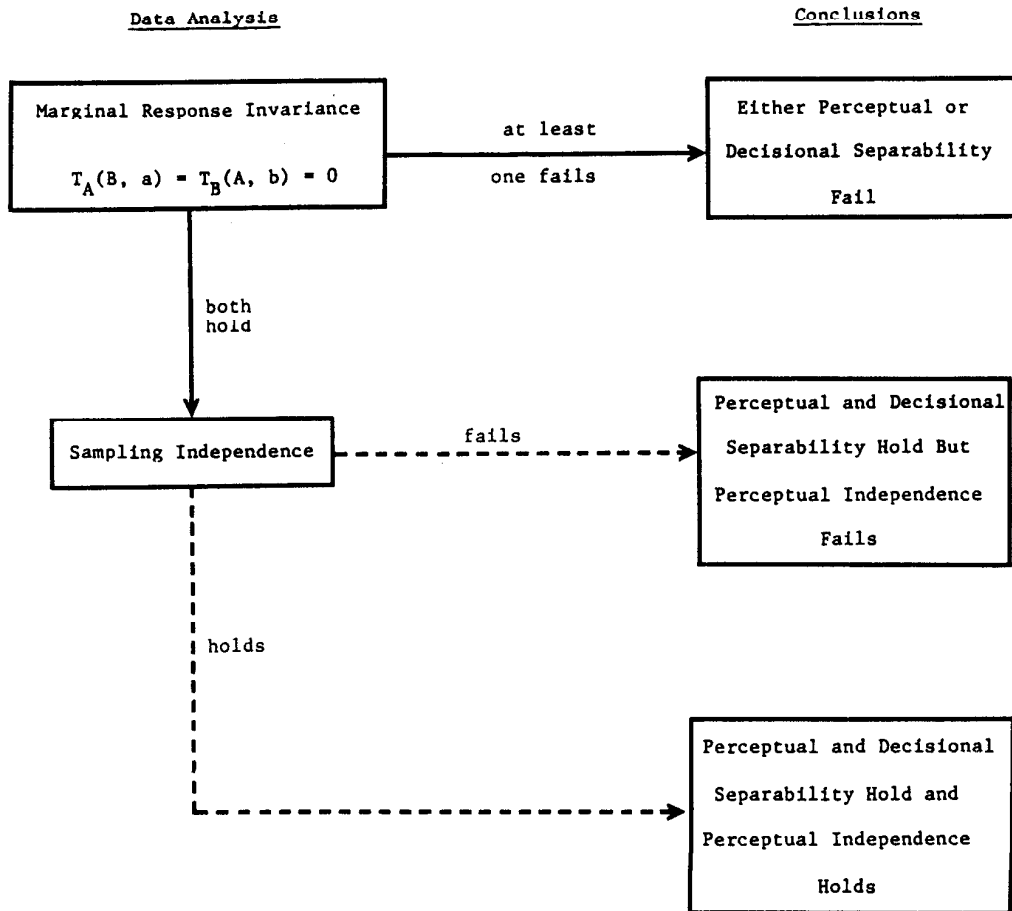 Data Analysis
Conclusions
Marginal Response Invariance
T_A(B, a) = T_B(A, b) = 0
at least
one fails
Either Perceptual or
Decisional Separability
Fail
both
hold
Sampling Independence
fails
Perceptual and Decisional
Separability Hold But
Perceptual Independence
Fails
holds
Perceptual and Decisional
Separability Hold and
Perceptual Independence
Holds